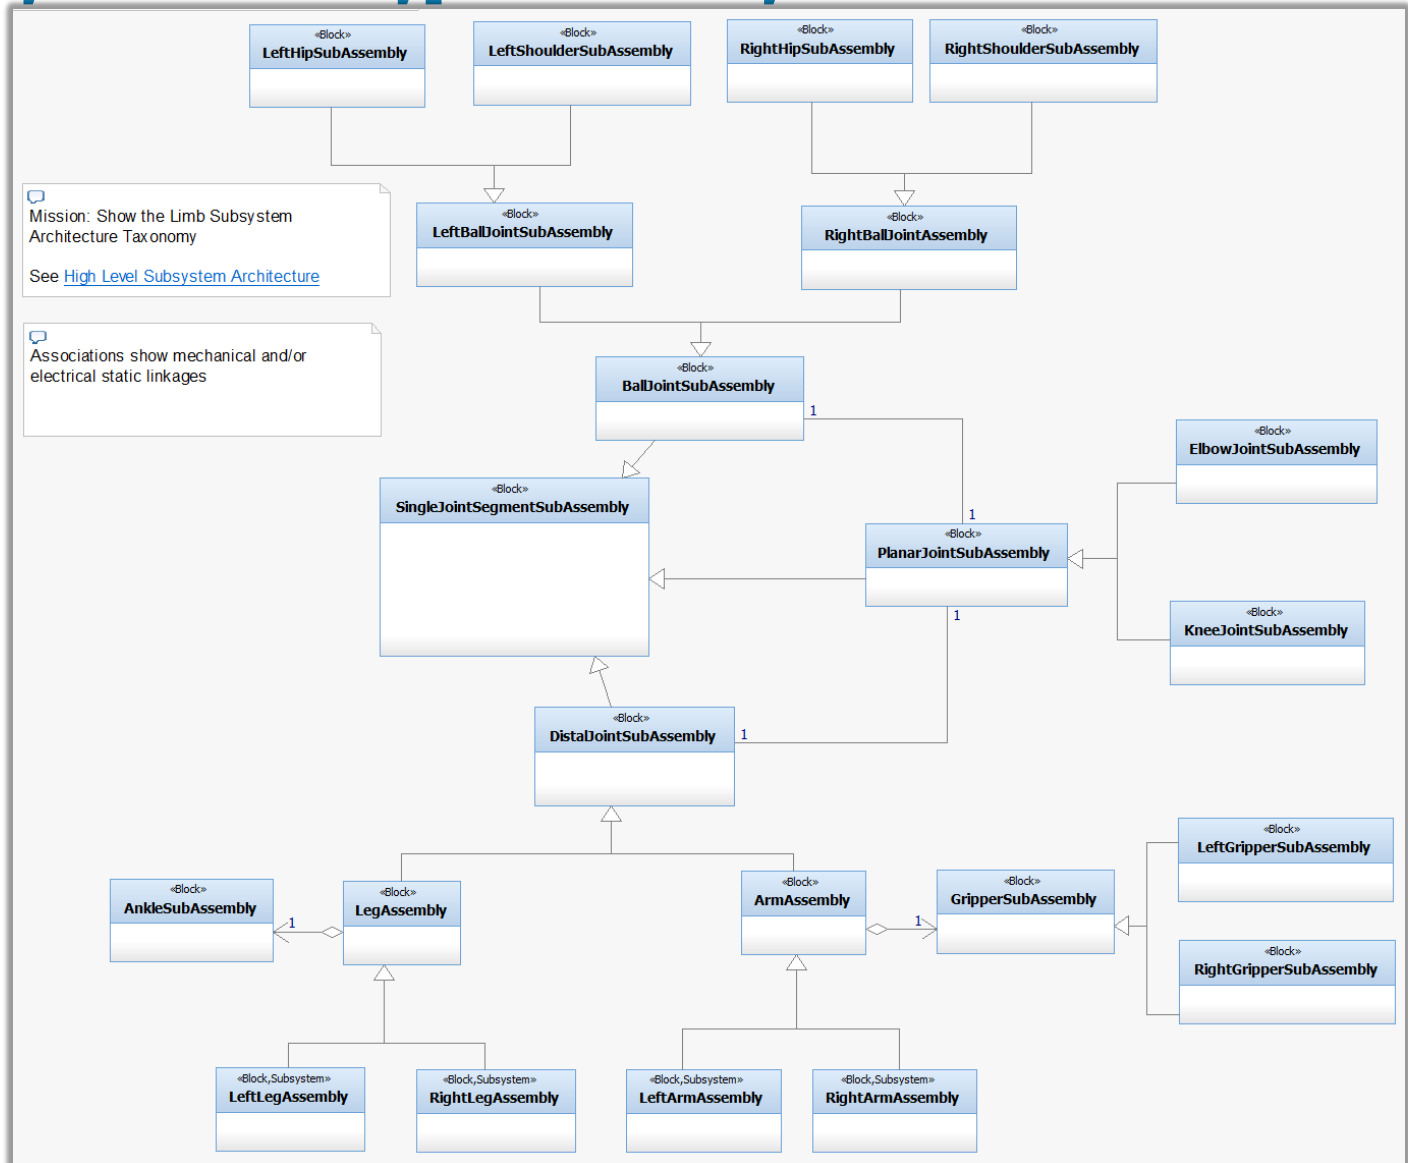 «Block»
LeftHipSubAssembly
«Block»
LeftShoulderSubAssembly
«Block»
RightHipSubAssembly
«Block»
RightShoulderSubAssembly
Mission: Show the Limb Subsystem
Architecture Taxonomy
See High Level Subsystem Architecture
«Block»
LeftBallJointSubAssembly
«Block»
RightBallJointAssembly
Associations show mechanical and/or
electrical static linkages
«Block»
BallJointSubAssembly
1
«Block»
ElbowJointSubAssembly
«Block»
SingleJointSegmentSubAssembly
1
«Block»
PlanarJointSubAssembly
1
«Block»
KneeJointSubAssembly
«Block»
DistalJointSubAssembly
1
«Block»
AnkleSubAssembly
1
«Block»
LegAssembly
«Block»
ArmAssembly
1
«Block»
GripperSubAssembly
«Block»
LeftGripperSubAssembly
«Block»
RightGripperSubAssembly
«Block,Subsystem»
LeftLegAssembly
«Block,Subsystem»
RightLegAssembly
«Block,Subsystem»
LeftArmAssembly
«Block,Subsystem»
RightArmAssembly